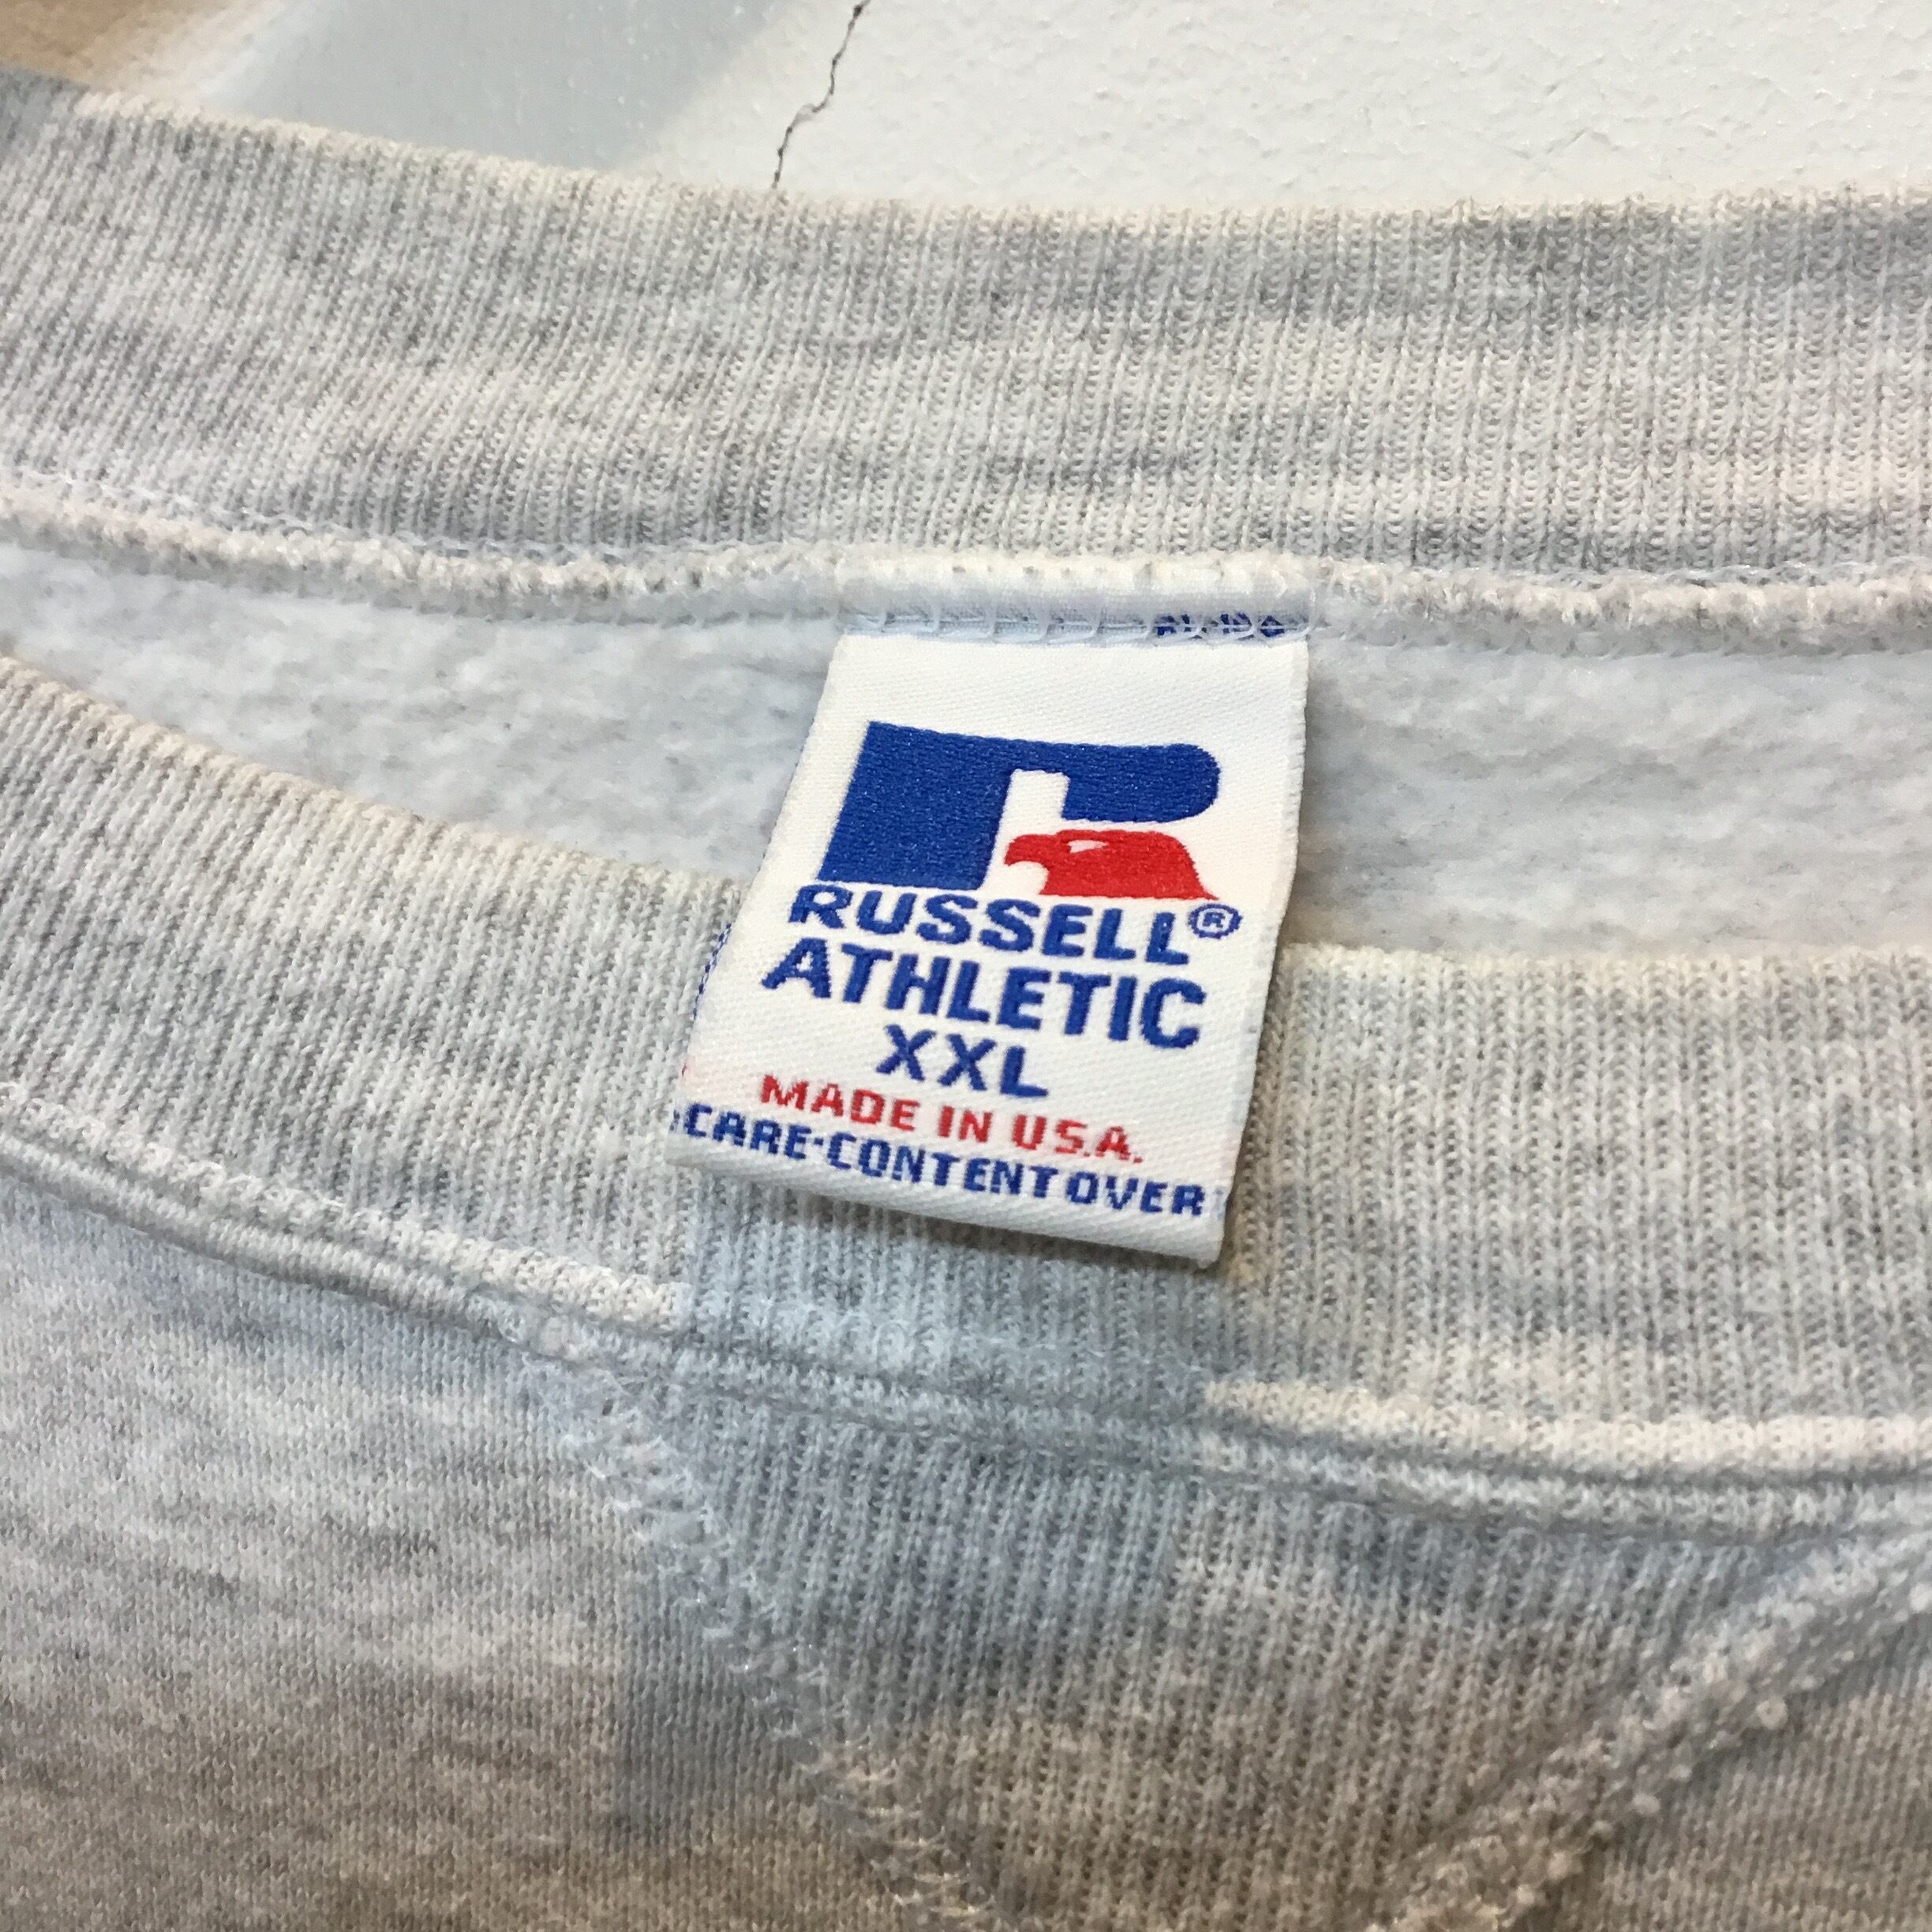 RUSSELL®
ATHLETIC
XXL
MADE IN U.S.A.
CARE·CONTENT OVER